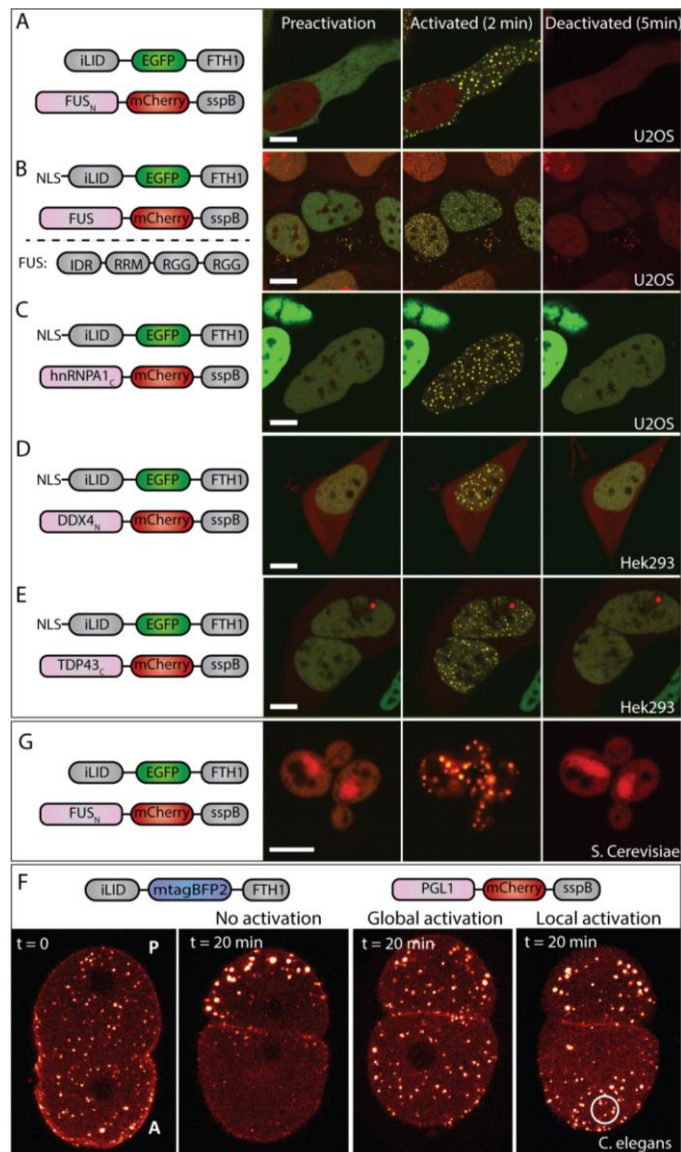 A
Preactivation
Activated (2 min)
Deactivated (5min)
iLID EGFP FTH1
FUSN mCherry sspB
U2OS
B
NLS iLID EGFP FTH1
FUS mCherry sspB
FUS: IDR RRM RGG RGG
U2OS
C
NLS iLID EGFP FTH1
hnRNPA1C mCherry sspB
U2OS
D
NLS iLID EGFP FTH1
DDX4N mCherry sspB
Hek293
E
NLS iLID EGFP FTH1
TDP43C mCherry sspB
Hek293
G
iLID EGFP FTH1
FUSN mCherry sspB
S. Cerevisiae
F
iLID mtagBFP2 FTH1
PGL1 mCherry sspB
No activation
Global activation
Local activation
t = 0
P
A
t = 20 min
t = 20 min
t = 20 min
C. elegans